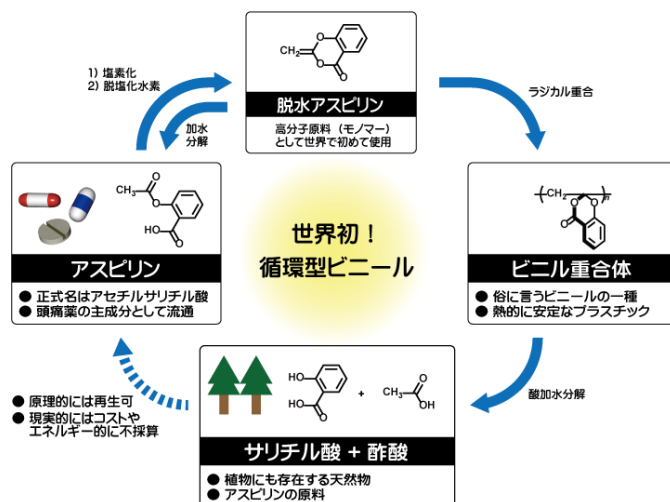 1) 塩素化
2) 脱塩化水素
CH₂
O
O
O
脱水アスピリン
高分子原料（モノマー）
として世界で初めて使用
ラジカル重合
加水
分解
CH₃
O
O
HO
O
アスピリン
● 正式名はアセチルサリチル酸
● 頭痛薬の主成分として流通
世界初！
循環型ビニール
CH₂
n
O
O
O
ビニル重合体
● 俗に言うビニールの一種
● 熱的に安定なプラスチック
酸加水分解
HO
HO
O
+
CH₃
O
OH
サリチル酸 + 酢酸
● 植物にも存在する天然物
● アスピリンの原料
● 原理的には再生可
● 現実的にはコストや
エネルギー的に不採算